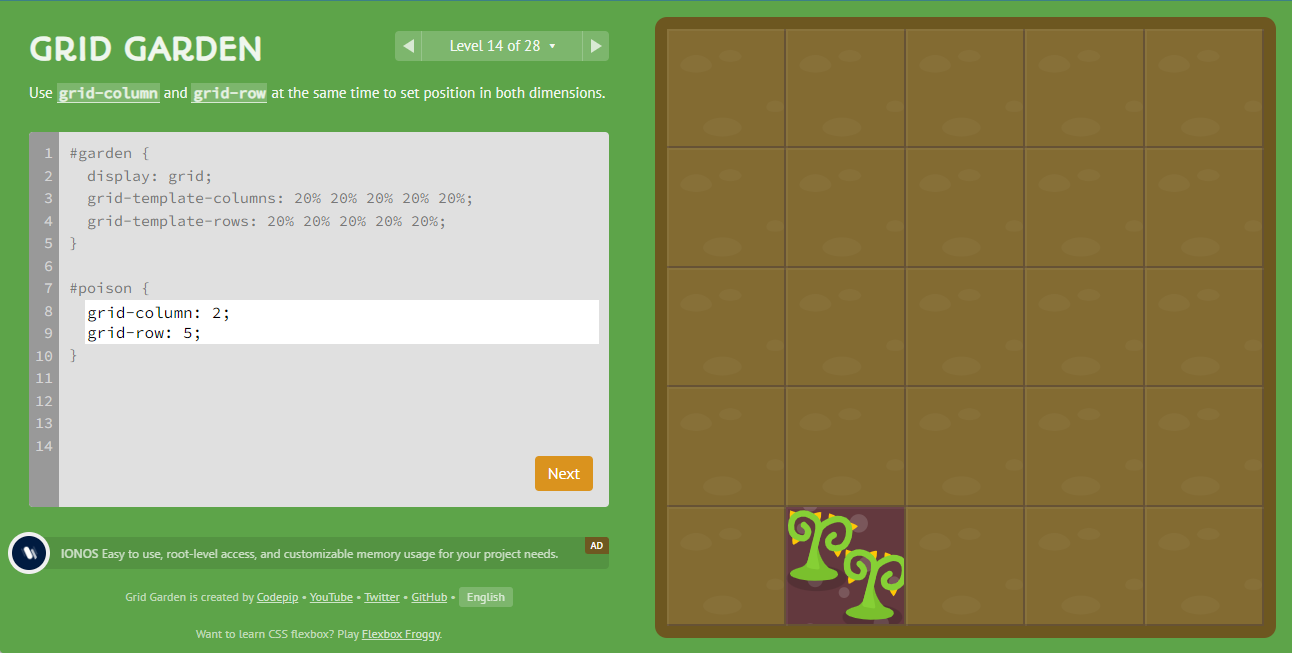 GRID GARDEN
◀ Level 14 of 28 ▾ ▶
Use grid-column and grid-row at the same time to set position in both dimensions.
1 #garden {
2 display: grid;
3 grid-template-columns: 20% 20% 20% 20% 20%;
4 grid-template-rows: 20% 20% 20% 20% 20%;
5 }
6
7 #poison {
8 grid-column: 2;
9 grid-row: 5;
10 }
11
12
13
14
Next
IONOS Easy to use, root-level access, and customizable memory usage for your project needs.
AD
Grid Garden is created by Codepip • YouTube • Twitter • GitHub • English
Want to learn CSS flexbox? Play Flexbox Froggy.